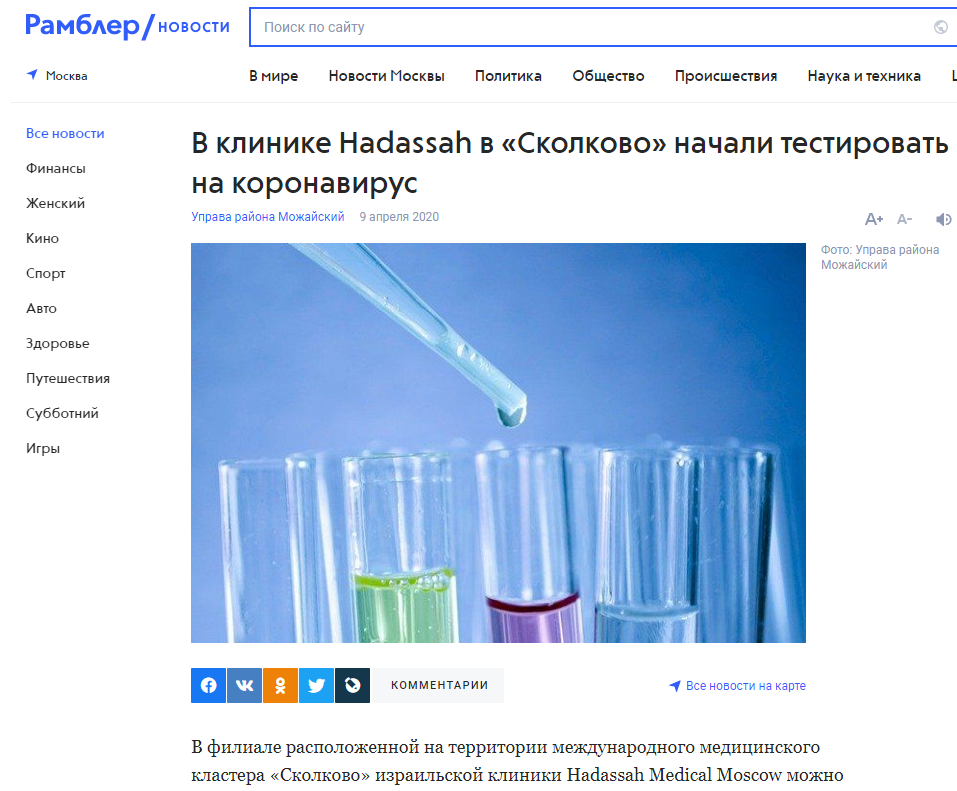 Рамблер/новости
Поиск по сайту
Москва
В мире Новости Москвы Политика Общество Происшествия Наука и техника
Все новости
Финансы
Женский
Кино
Спорт
Авто
Здоровье
Путешествия
Субботний
Игры
В клинике Hadassah в «Сколково» начали тестировать
на коронавирус
Управа района Можайский 9 апреля 2020
A+ A-
Фото: Управа района
Можайский
КОММЕНТАРИИ
Все новости на карте
В филиале расположенной на территории международного медицинского
кластера «Сколково» израильской клиники Hadassah Medical Moscow можно